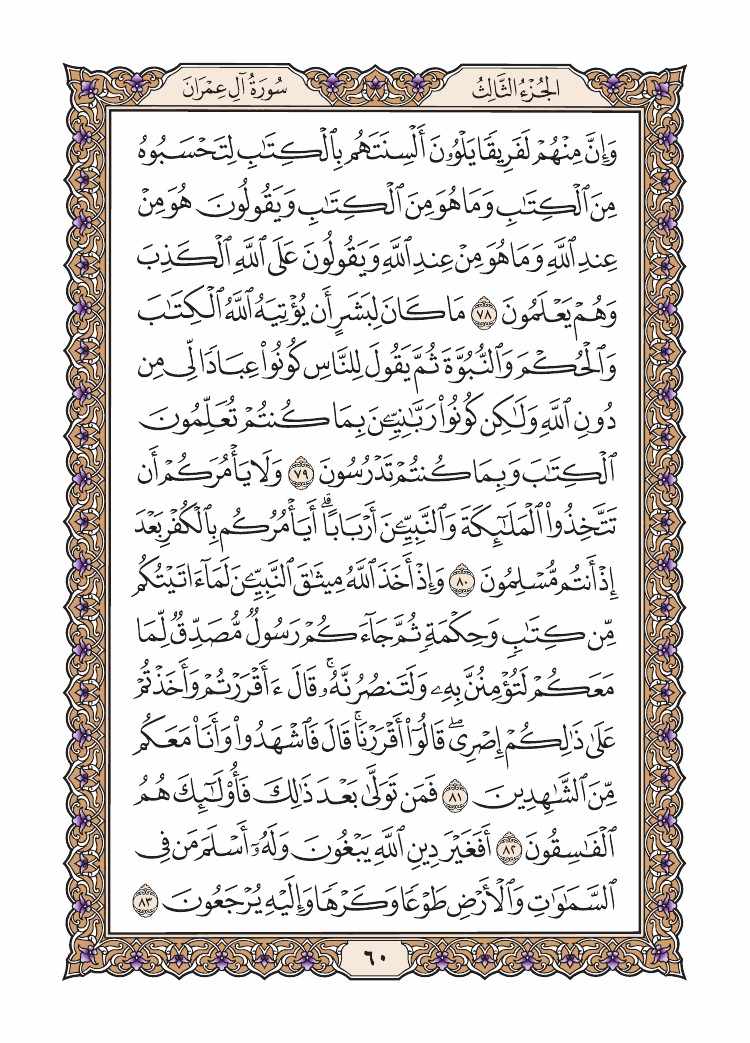 الجُزْءُ الثَّالِثُ
سُورَةُ آلِ عِمْرَانَ
وَإِنَّ مِنْهُمْ لَفَرِيقًا يَلْوُۥنَ أَلْسِنَتَهُم بِٱلْكِتَٰبِ لِتَحْسَبُوهُ
مِنَ ٱلْكِتَٰبِ وَمَا هُوَ مِنَ ٱلْكِتَٰبِ وَيَقُولُونَ هُوَ مِنْ
عِندِ ٱللَّهِ وَمَا هُوَ مِنْ عِندِ ٱللَّهِ وَيَقُولُونَ عَلَى ٱللَّهِ ٱلْكَذِبَ
وَهُمْ يَعْلَمُونَ ٧٨ مَا كَانَ لِبَشَرٍ أَن يُؤْتِيَهُ ٱللَّهُ ٱلْكِتَٰبَ
وَٱلْحُكْمَ وَٱلنُّبُوَّةَ ثُمَّ يَقُولَ لِلنَّاسِ كُونُوا۟ عِبَادًا لِّى مِن
دُونِ ٱللَّهِ وَلَٰكِن كُونُوا۟ رَبَّٰنِيِّۦنَ بِمَا كُنتُمْ تُعَلِّمُونَ
ٱلْكِتَٰبَ وَبِمَا كُنتُمْ تَدْرُسُونَ ٧٩ وَلَا يَأْمُرَكُمْ أَن
تَتَّخِذُوا۟ ٱلْمَلَٰٓئِكَةَ وَٱلنَّبِيِّۦنَ أَرْبَابًا ۗ أَيَأْمُرُكُم بِٱلْكُفْرِ بَعْدَ
إِذْ أَنتُم مُّسْلِمُونَ ٨٠ وَإِذْ أَخَذَ ٱللَّهُ مِيثَٰقَ ٱلنَّبِيِّۦنَ لَمَآ ءَاتَيْتُكُم
مِّن كِتَٰبٍ وَحِكْمَةٍ ثُمَّ جَآءَكُمْ رَسُولٌ مُّصَدِّقٌ لِّمَا
مَعَكُمْ لَتُؤْمِنُنَّ بِهِۦ وَلَتَنصُرُنَّهُۥ ۚ قَالَ ءَأَقْرَرْتُمْ وَأَخَذْتُمْ
عَلَىٰ ذَٰلِكُمْ إِصْرِى ۖ قَالُوٓا۟ أَقْرَرْنَا ۚ قَالَ فَٱشْهَدُوا۟ وَأَنَا۠ مَعَكُم
مِّنَ ٱلشَّٰهِدِينَ ٨١ فَمَن تَوَلَّىٰ بَعْدَ ذَٰلِكَ فَأُو۟لَٰٓئِكَ هُمُ
ٱلْفَٰسِقُونَ ٨٢ أَفَغَيْرَ دِينِ ٱللَّهِ يَبْغُونَ وَلَهُۥٓ أَسْلَمَ مَن فِى
ٱلسَّمَٰوَٰتِ وَٱلْأَرْضِ طَوْعًا وَكَرْهًا وَإِلَيْهِ يُرْجَعُونَ ٨٣
٦٠